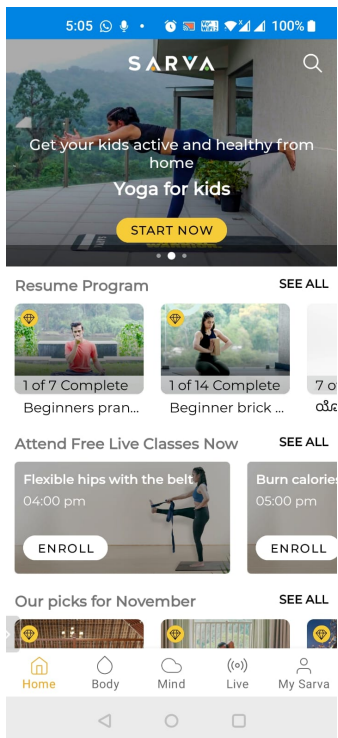 5:05
100%
SARVA
Get your kids active and healthy from
home
Yoga for kids
START NOW
Resume Program
SEE ALL
1 of 7 Complete
1 of 14 Complete
7 o
Beginners pran...
Beginner brick ...
ಯೋ
Attend Free Live Classes Now
SEE ALL
Flexible hips with the belt
Burn calories
04:00 pm
05:00 pm
ENROLL
ENROLL
Our picks for November
SEE ALL
Home
Body
Mind
Live
My Sarva